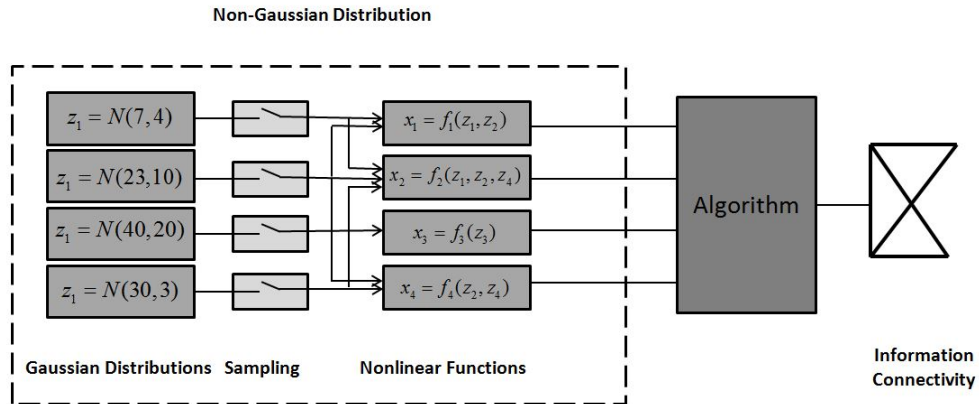 Non-Gaussian Distribution
z₁ = N(7,4)
x₁ = f₁(z₁, z₂)
z₁ = N(23,10)
x₂ = f₂(z₁, z₂, z₄)
z₁ = N(40,20)
x₃ = f₃(z₃)
z₁ = N(30,3)
x₄ = f₄(z₂, z₄)
Algorithm
Gaussian Distributions
Sampling
Nonlinear Functions
Information
Connectivity